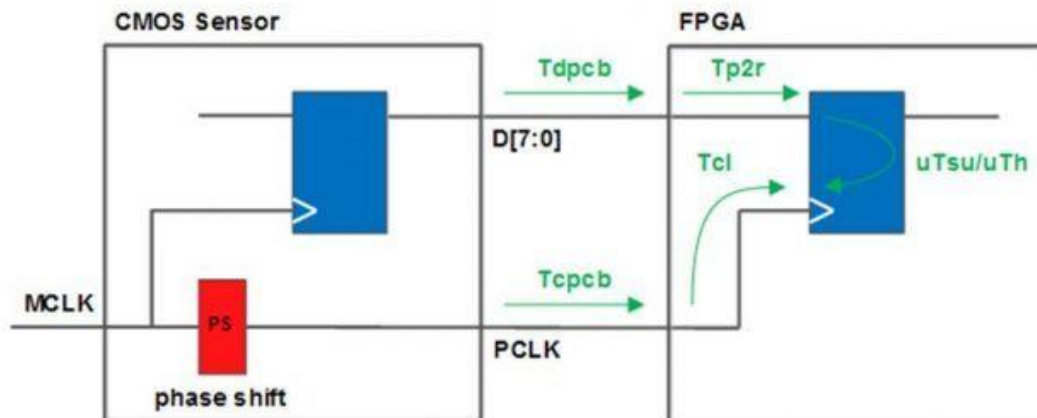 CMOS Sensor
FPGA
Tdpcb
Tp2r
D[7:0]
Tcl
uTsu/uTh
MCLK
PS
Tcpcb
PCLK
phase shift